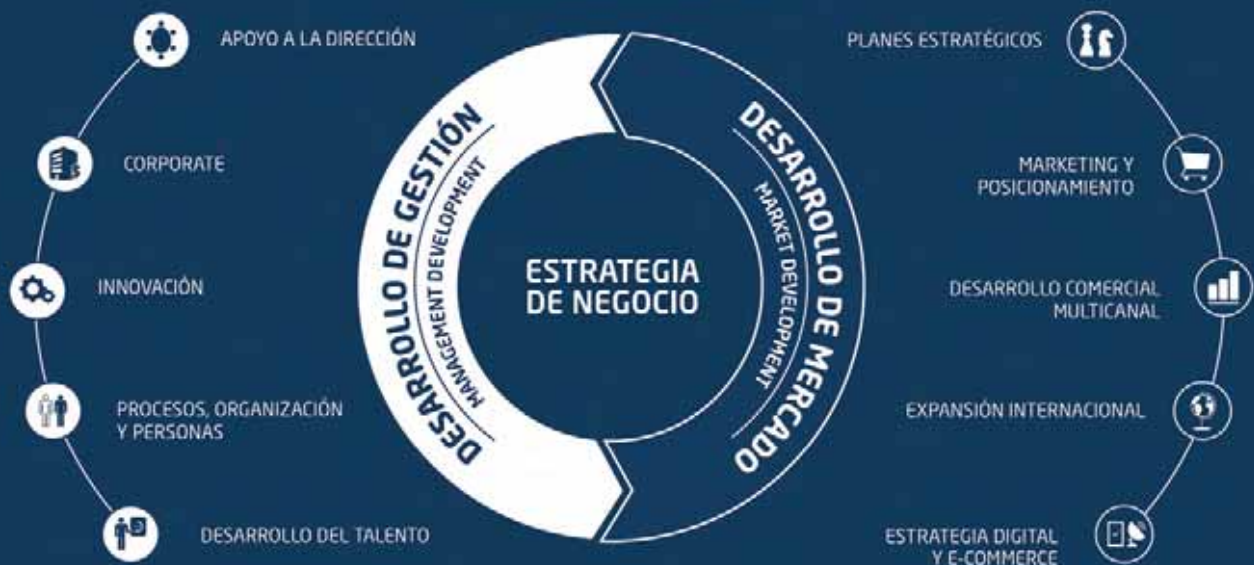 APOYO A LA DIRECCIÓN
CORPORATE
INNOVACIÓN
PROCESOS, ORGANIZACIÓN
Y PERSONAS
DESARROLLO DEL TALENTO
DESARROLLO DE GESTIÓN
MANAGEMENT DEVELOPMENT
ESTRATEGIA
DE NEGOCIO
DESARROLLO DE MERCADO
MARKET DEVELOPMENT
PLANES ESTRATÉGICOS
MARKETING Y
POSICIONAMIENTO
DESARROLLO COMERCIAL
MULTICANAL
EXPANSIÓN INTERNACIONAL
ESTRATEGIA DIGITAL
Y E-COMMERCE